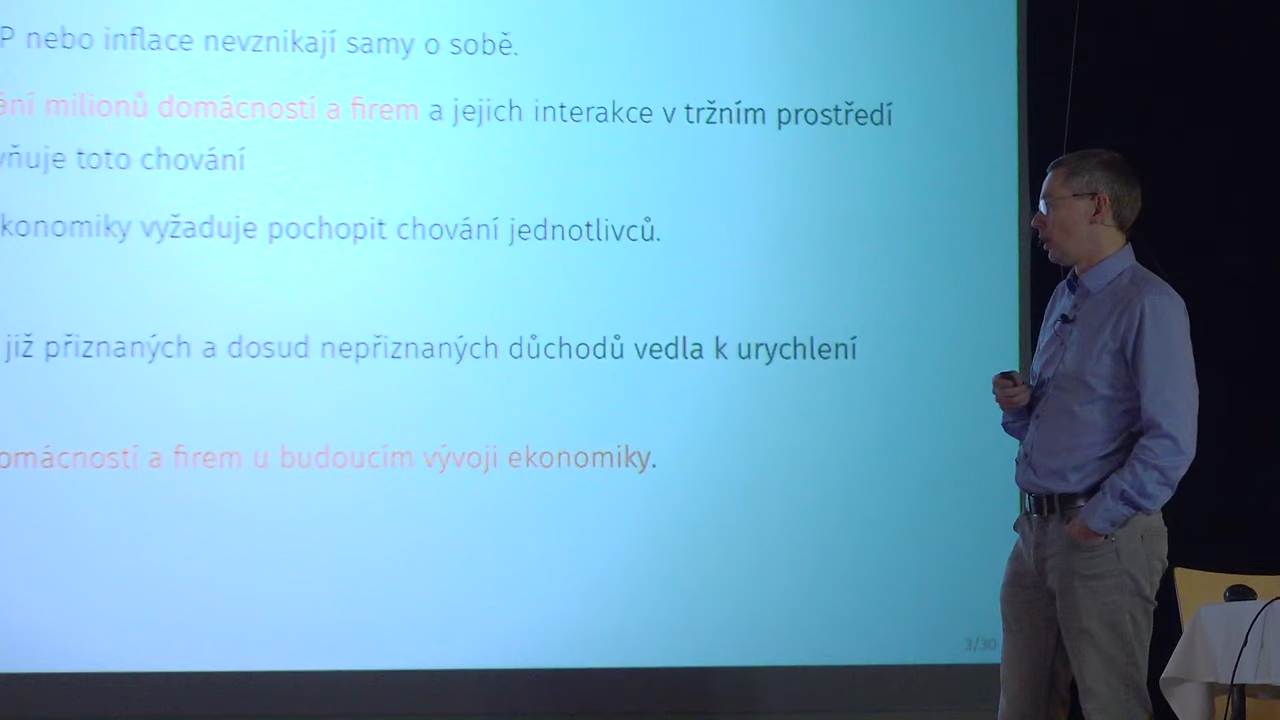 P nebo inflace nevznikají samy o sobě.
ání milionů domácností a firem a jejich interakce v tržním prostředí
vňuje toto chování
konomiky vyžaduje pochopit chování jednotlivců.
již přiznaných a dosud nepřiznaných důchodů vedla k urychlení
omácností a firem u budoucím vývoji ekonomiky.
3/30